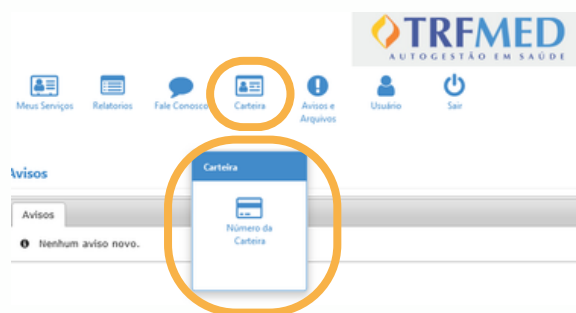 TRFMED
AUTOGESTÃO EM SAÚDE
Meus Serviços
Relatorios
Fale Conosco
Carteira
Avisos e
Arquivos
Usuário
Sair
Avisos
Carteira
Número da
Carteira
Avisos
Nenhum aviso novo.